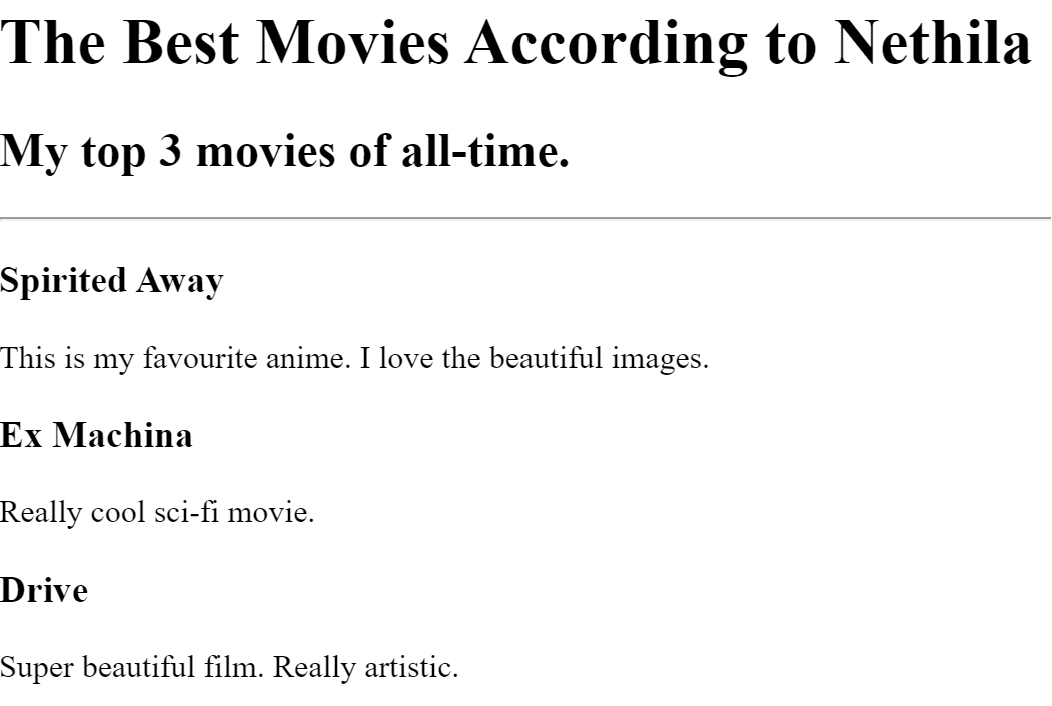 The Best Movies According to Nethila
My top 3 movies of all-time.
Spirited Away
This is my favourite anime. I love the beautiful images.
Ex Machina
Really cool sci-fi movie.
Drive
Super beautiful film. Really artistic.